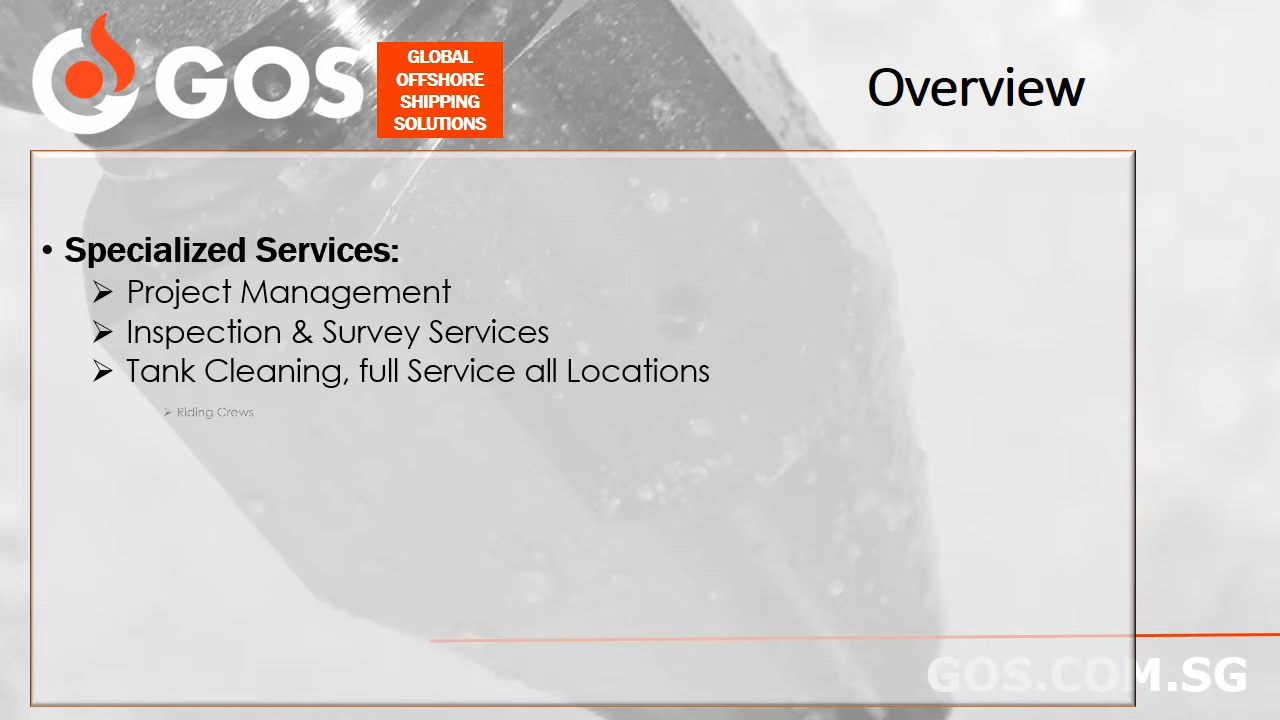 GOS
GLOBAL
OFFSHORE
SHIPPING
SOLUTIONS
Overview
• Specialized Services:
➢ Project Management
➢ Inspection & Survey Services
➢ Tank Cleaning, full Service all Locations
➢ Riding Crews
GOS.COM.SG